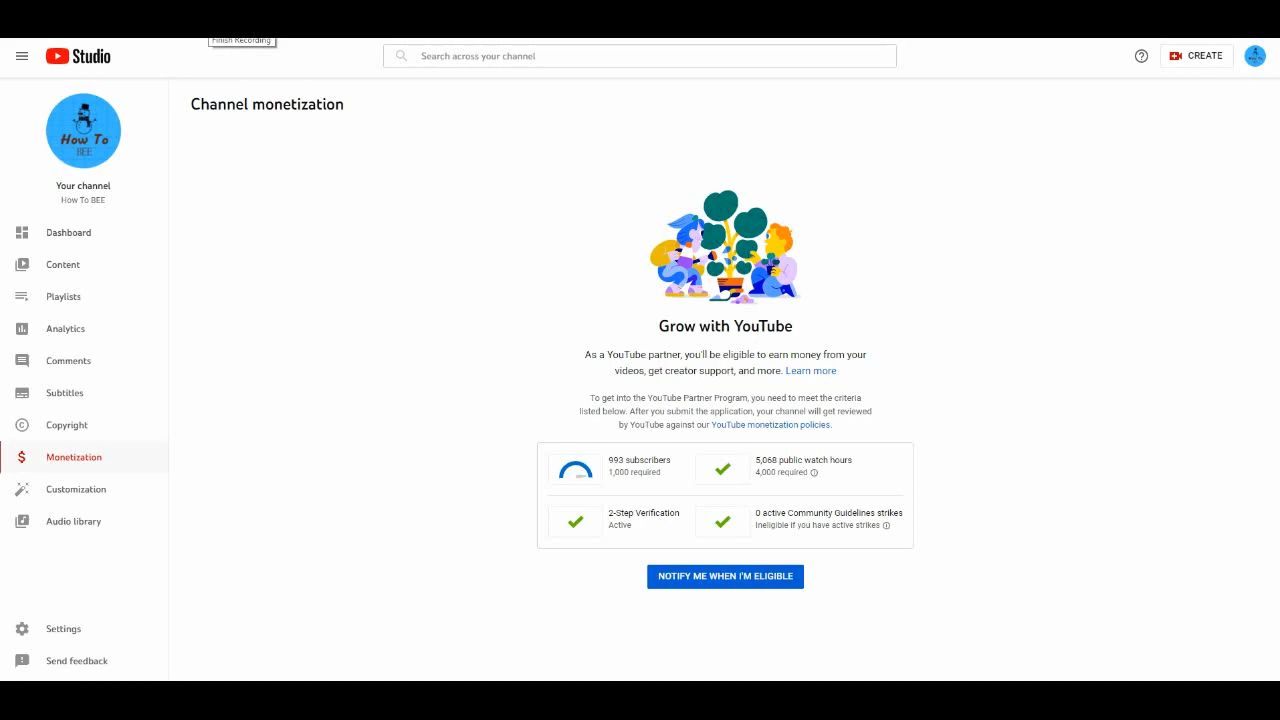 Finish Recording
Studio
Search across your channel
CREATE
How To
BEE
Your channel
How To BEE
Dashboard
Content
Playlists
Analytics
Comments
Subtitles
Copyright
Monetization
Customization
Audio library
Settings
Send feedback
Channel monetization
Grow with YouTube
As a YouTube partner, you'll be eligible to earn money from your
videos, get creator support, and more. Learn more
To get into the YouTube Partner Program, you need to meet the criteria
listed below. After you submit the application, your channel will get reviewed
by YouTube against our YouTube monetization policies.
993 subscribers
1,000 required
5,068 public watch hours
4,000 required
2-Step Verification
Active
0 active Community Guidelines strikes
Ineligible if you have active strikes
NOTIFY ME WHEN I'M ELIGIBLE